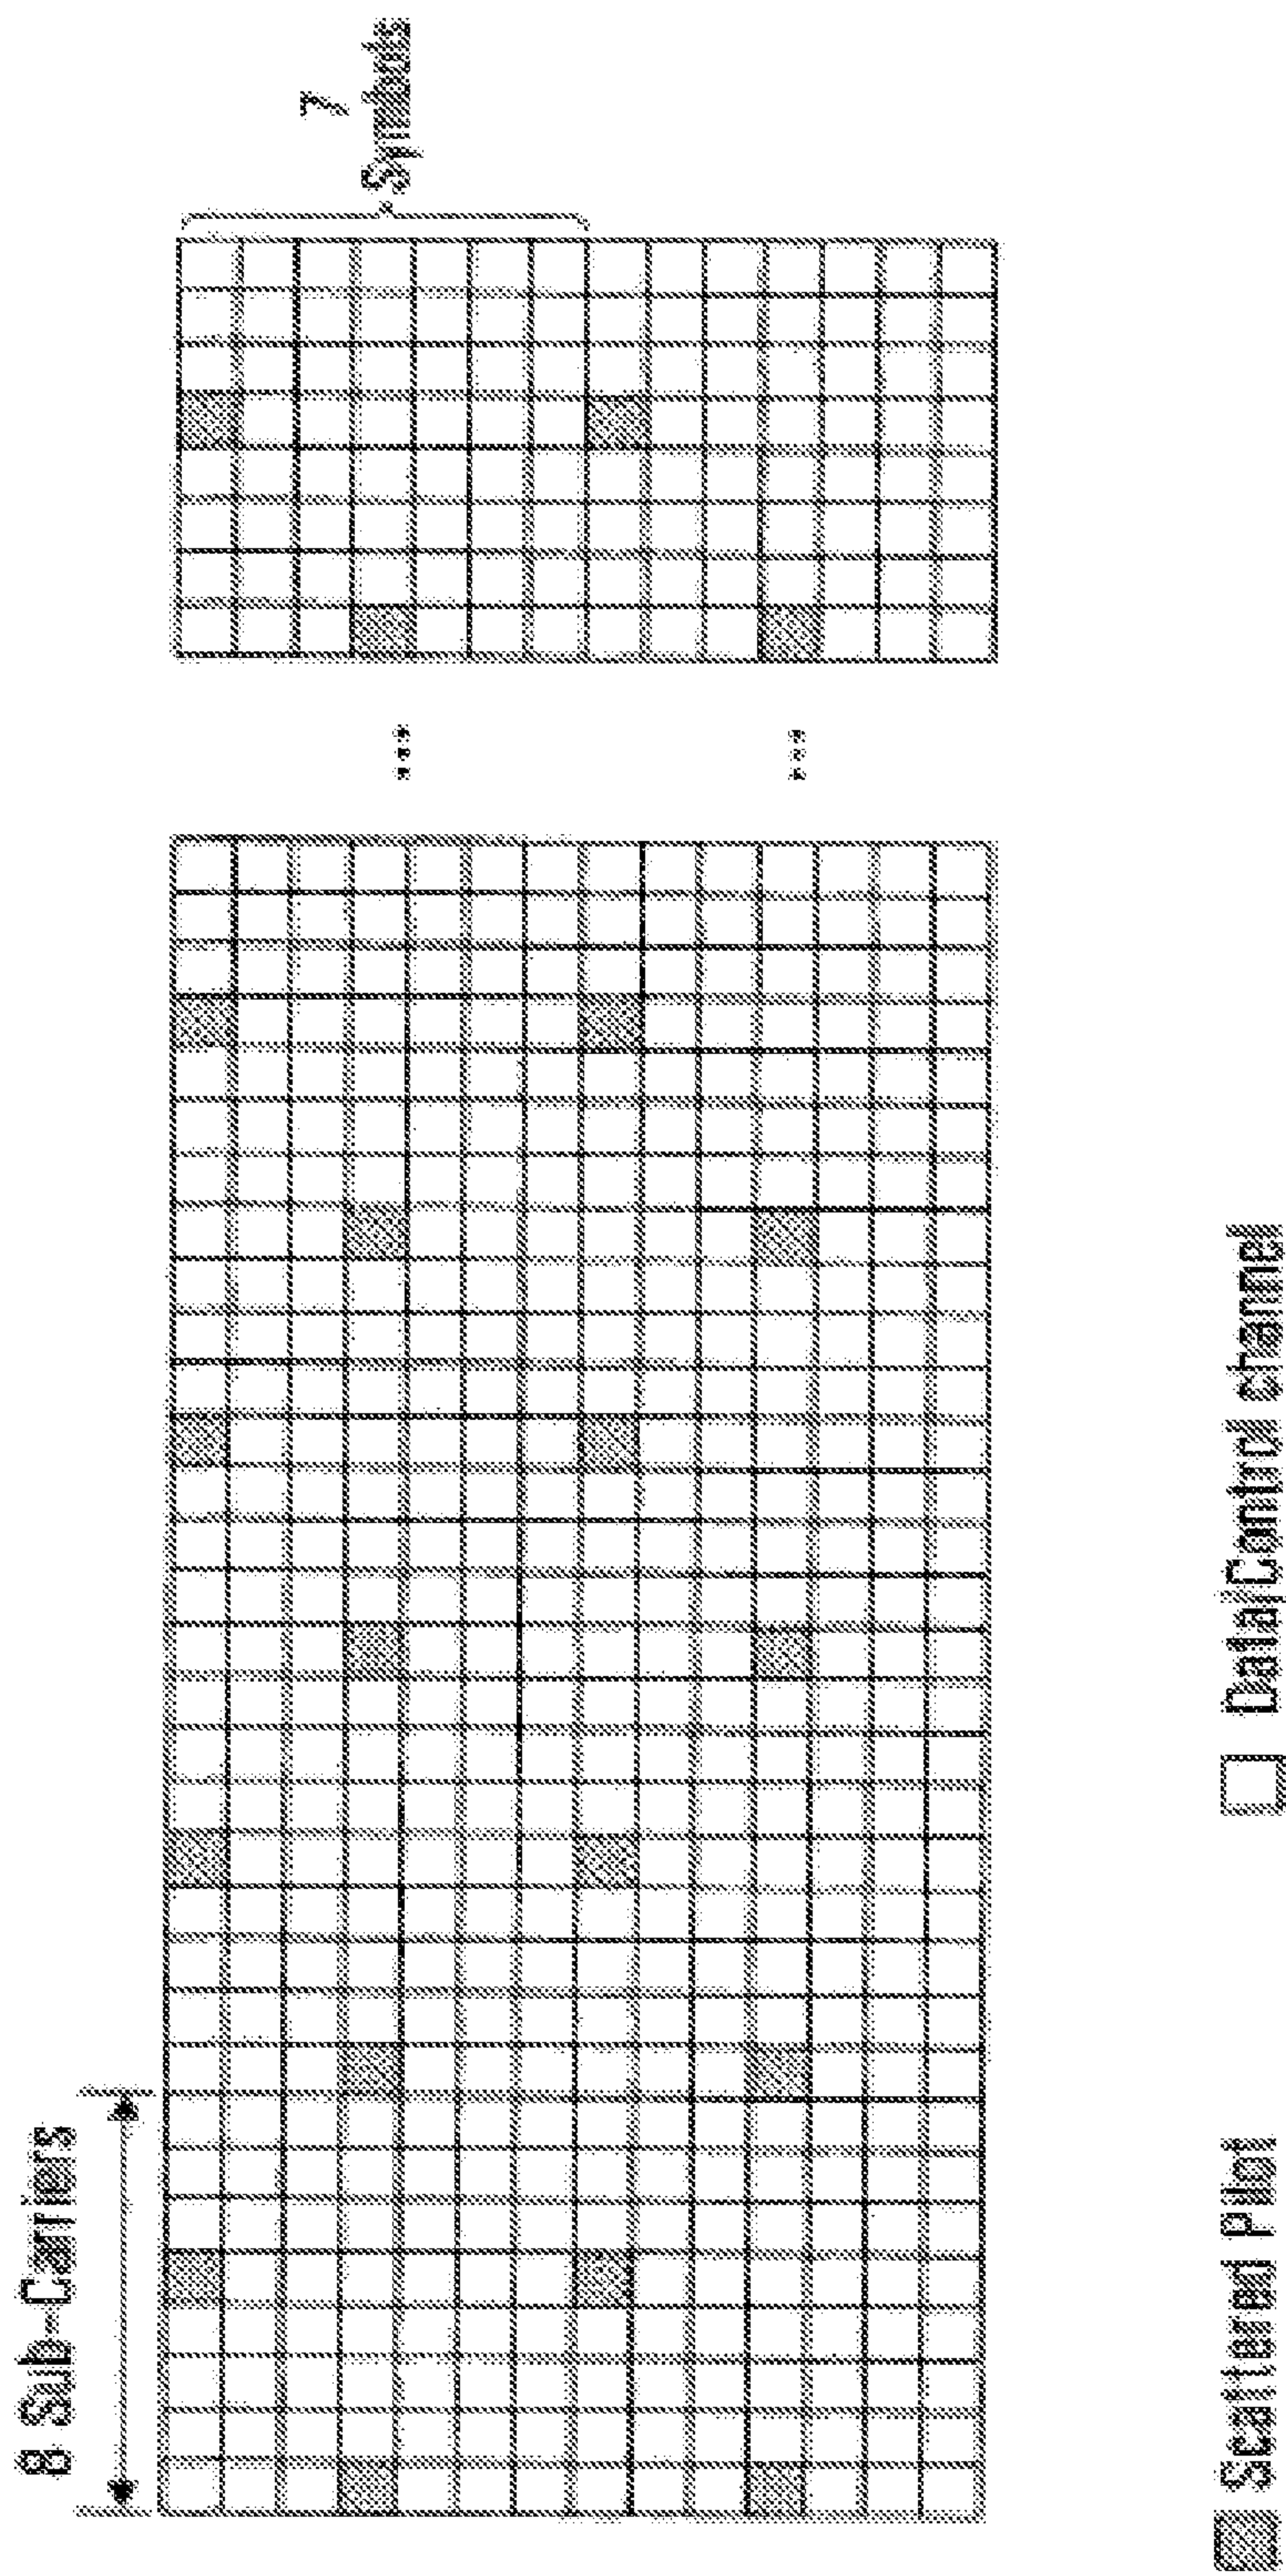 8 Sub-Carriers
7
Symbols
Scattered Pilot
Data/Control channel